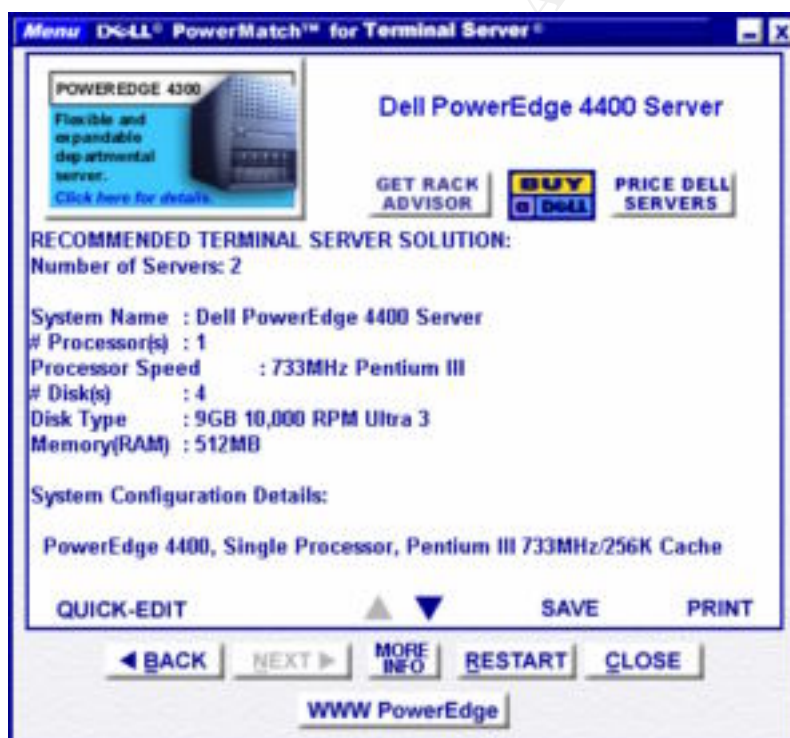 Menu DELL® PowerMatch™ for Terminal Server®
POWEREDGE 4300
Flexible and
expandable
departmental
server.
Click here for details.
Dell PowerEdge 4400 Server
GET RACK
ADVISOR
BUY
a DELL
PRICE DELL
SERVERS
RECOMMENDED TERMINAL SERVER SOLUTION:
Number of Servers: 2
System Name : Dell PowerEdge 4400 Server
# Processor(s) : 1
Processor Speed : 733MHz Pentium III
# Disk(s) : 4
Disk Type : 9GB 10,000 RPM Ultra 3
Memory(RAM) : 512MB
System Configuration Details:
PowerEdge 4400, Single Processor, Pentium III 733MHz/256K Cache
QUICK-EDIT
SAVE
PRINT
BACK
NEXT
MORE
INFO
RESTART
CLOSE
WWW PowerEdge